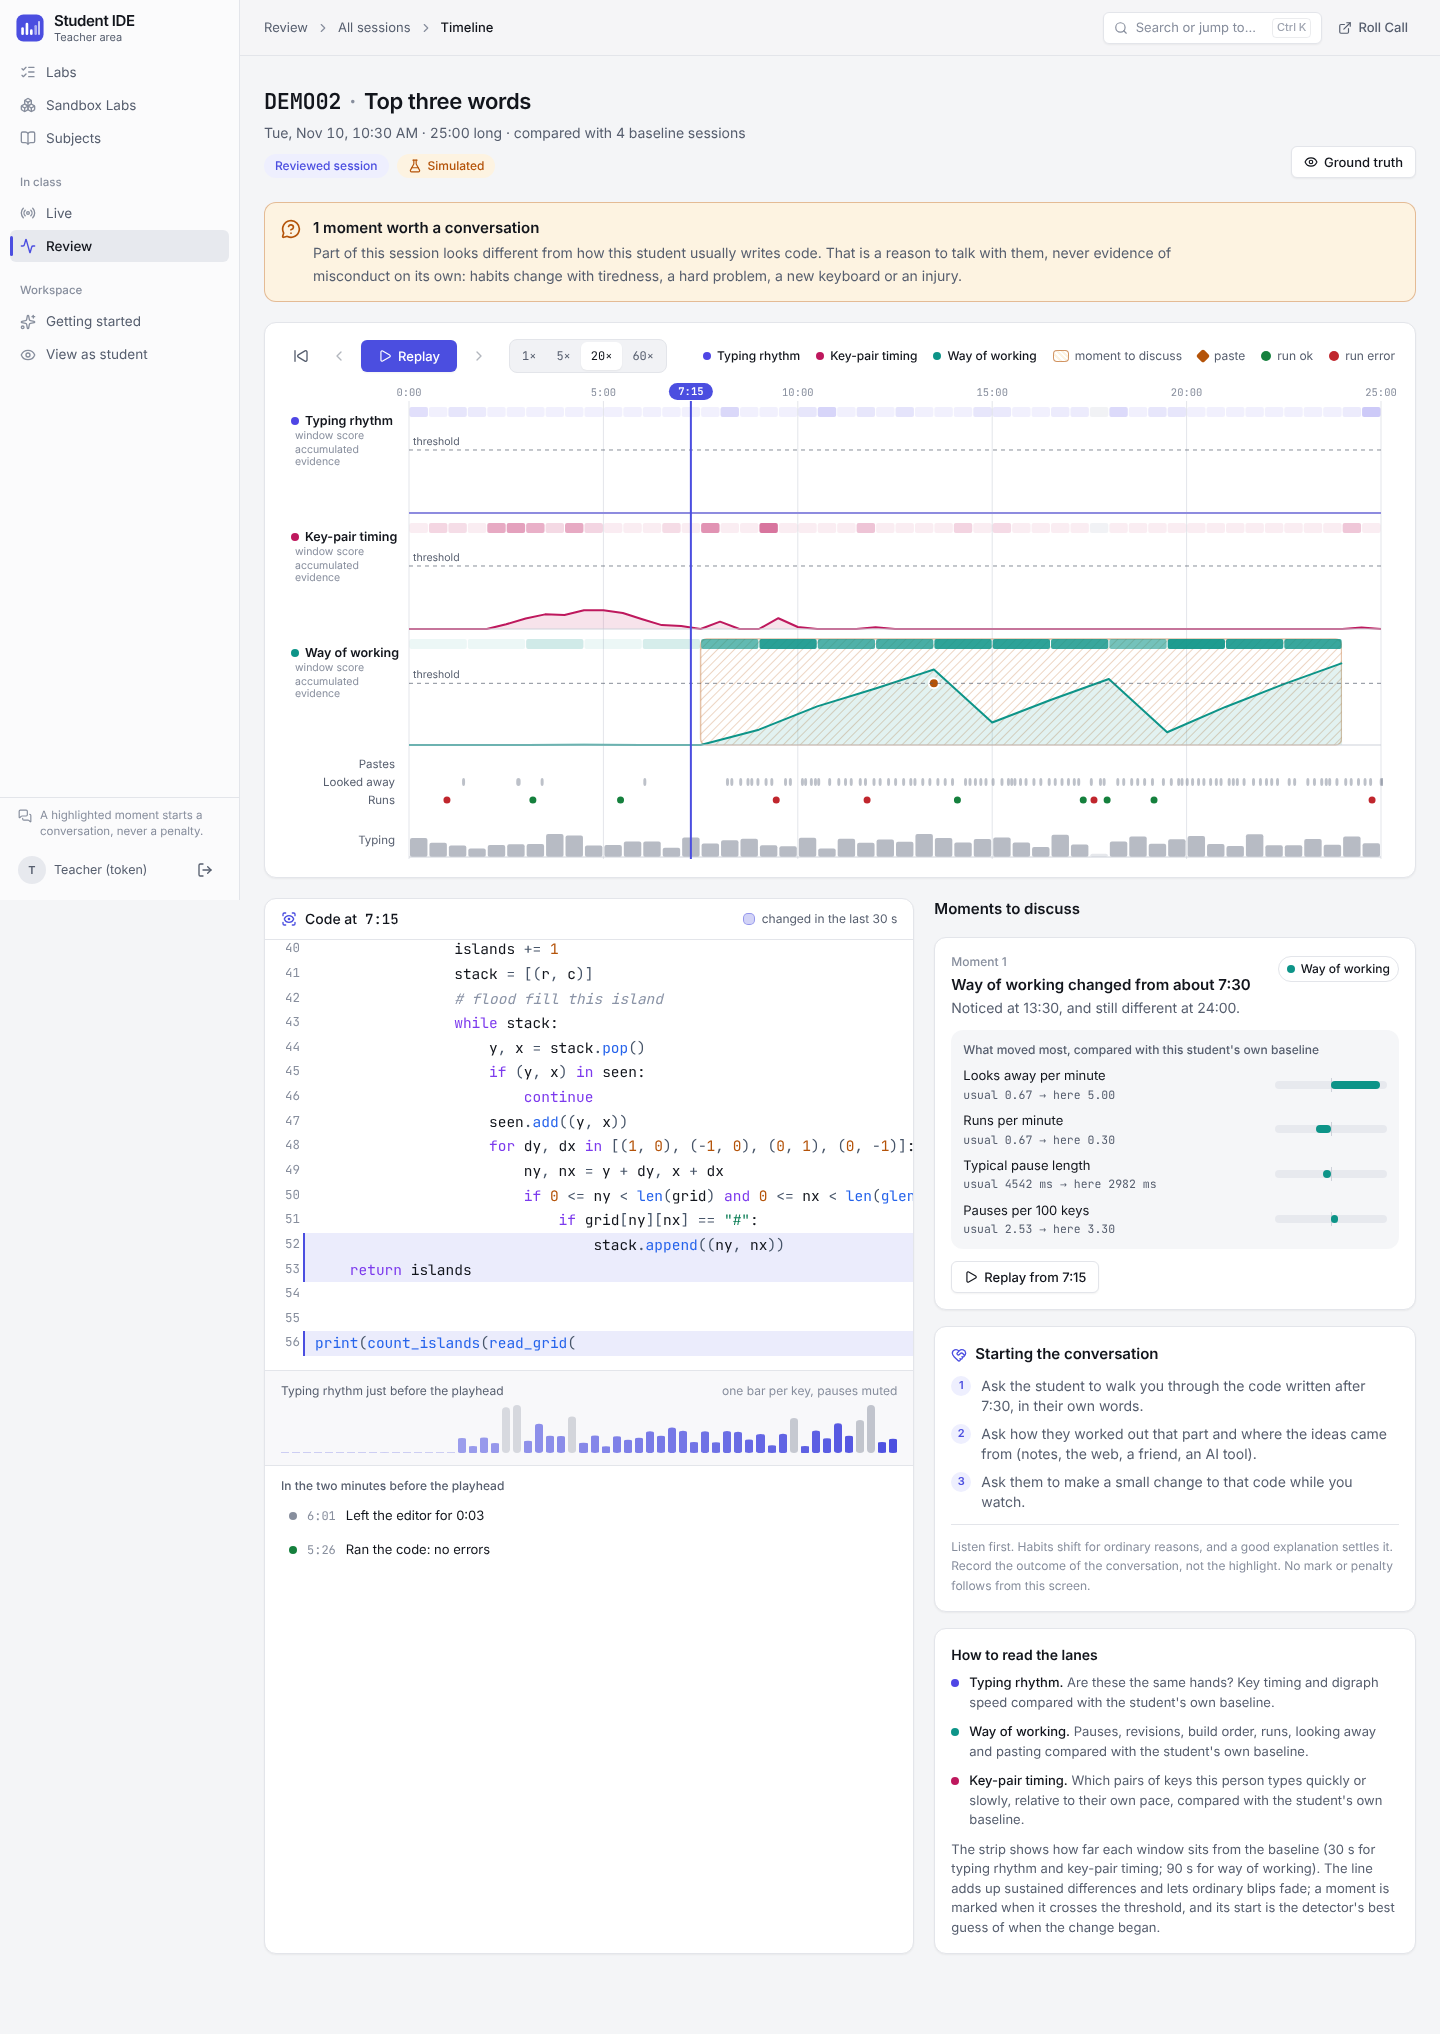 Student IDE
Teacher area
Labs
Sandbox Labs
Subjects
In class
Live
Review
Workspace
Getting started
View as student
A highlighted moment starts a
conversation, never a penalty.
T
Teacher (token)
Review
All sessions
Timeline
Search or jump to...
Ctrl K
Roll Call
DEMO02 · Top three words
Tue, Nov 10, 10:30 AM · 25:00 long · compared with 4 baseline sessions
Reviewed session
Simulated
Ground truth
1 moment worth a conversation
Part of this session looks different from how this student usually writes code. That is a reason to talk with them, never evidence of
misconduct on its own: habits change with tiredness, a hard problem, a new keyboard or an injury.
Replay
1×
5×
20×
60×
Typing rhythm
Key-pair timing
Way of working
moment to discuss
paste
run ok
run error
0:00
5:00
7:15
10:00
15:00
20:00
25:00
Typing rhythm
window score
accumulated
evidence
threshold
Key-pair timing
window score
accumulated
evidence
threshold
Way of working
window score
accumulated
evidence
threshold
Pastes
Looked away
Runs
Typing
Code at 7:15
changed in the last 30 s
40 islands += 1
41 stack = [(r, c)]
42 # flood fill this island
43 while stack:
44 y, x = stack.pop()
45 if (y, x) in seen:
46 continue
47 seen.add((y, x))
48 for dy, dx in [(1, 0), (-1, 0), (0, 1), (0, -1)]:
49 ny, nx = y + dy, x + dx
50 if 0 <= ny < len(grid) and 0 <= nx < len(glen
51 if grid[ny][nx] == "#":
52 stack.append((ny, nx))
53 return islands
54
55
56 print(count_islands(read_grid(
Typing rhythm just before the playhead
one bar per key, pauses muted
In the two minutes before the playhead
6:01 Left the editor for 0:03
5:26 Ran the code: no errors
Moments to discuss
Moment 1
Way of working
Way of working changed from about 7:30
Noticed at 13:30, and still different at 24:00.
What moved most, compared with this student's own baseline
Looks away per minute
usual 0.67 → here 5.00
Runs per minute
usual 0.67 → here 0.30
Typical pause length
usual 4542 ms → here 2982 ms
Pauses per 100 keys
usual 2.53 → here 3.30
Replay from 7:15
Starting the conversation
1 Ask the student to walk you through the code written after
7:30, in their own words.
2 Ask how they worked out that part and where the ideas came
from (notes, the web, a friend, an AI tool).
3 Ask them to make a small change to that code while you
watch.
Listen first. Habits shift for ordinary reasons, and a good explanation settles it.
Record the outcome of the conversation, not the highlight. No mark or penalty
follows from this screen.
How to read the lanes
Typing rhythm. Are these the same hands? Key timing and digraph
speed compared with the student's own baseline.
Way of working. Pauses, revisions, build order, runs, looking away
and pasting compared with the student's own baseline.
Key-pair timing. Which pairs of keys this person types quickly or
slowly, relative to their own pace, compared with the student's own
baseline.
The strip shows how far each window sits from the baseline (30 s for
typing rhythm and key-pair timing; 90 s for way of working). The line
adds up sustained differences and lets ordinary blips fade; a moment is
marked when it crosses the threshold, and its start is the detector's best
guess of when the change began.